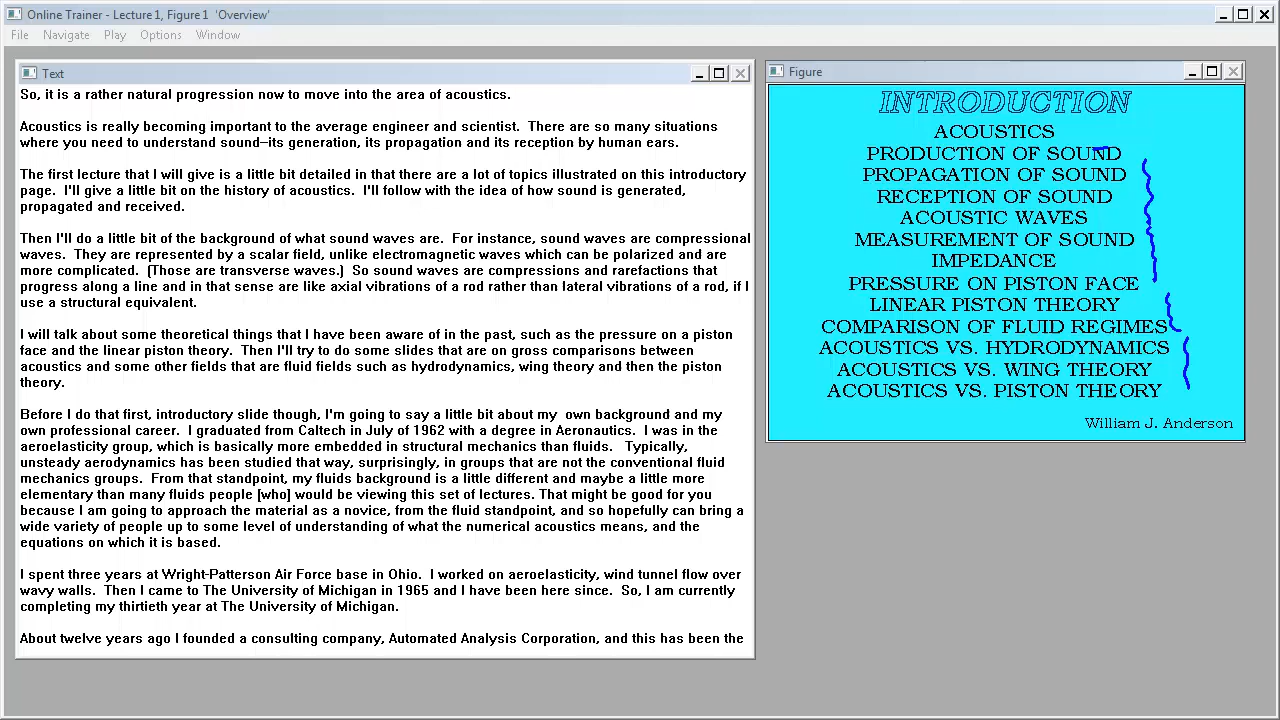 Online Trainer - Lecture 1, Figure 1 'Overview'
File Navigate Play Options Window
Text
So, it is a rather natural progression now to move into the area of acoustics.
Acoustics is really becoming important to the average engineer and scientist. There are so many situations
where you need to understand sound--its generation, its propagation and its reception by human ears.
The first lecture that I will give is a little bit detailed in that there are a lot of topics illustrated on this introductory
page. I'll give a little bit on the history of acoustics. I'll follow with the idea of how sound is generated,
propagated and received.
Then I'll do a little bit of the background of what sound waves are. For instance, sound waves are compressional
waves. They are represented by a scalar field, unlike electromagnetic waves which can be polarized and are
more complicated. (Those are transverse waves.) So sound waves are compressions and rarefactions that
progress along a line and in that sense are like axial vibrations of a rod rather than lateral vibrations of a rod, if I
use a structural equivalent.
I will talk about some theoretical things that I have been aware of in the past, such as the pressure on a piston
face and the linear piston theory. Then I'll try to do some slides that are on gross comparisons between
acoustics and some other fields that are fluid fields such as hydrodynamics, wing theory and then the piston
theory.
Before I do that first, introductory slide though, I'm going to say a little bit about my own background and my
own professional career. I graduated from Caltech in July of 1962 with a degree in Aeronautics. I was in the
aeroelasticity group, which is basically more embedded in structural mechanics than fluids. Typically,
unsteady aerodynamics has been studied that way, surprisingly, in groups that are not the conventional fluid
mechanics groups. From that standpoint, my fluids background is a little different and maybe a little more
elementary than many fluids people [who] would be viewing this set of lectures. That might be good for you
because I am going to approach the material as a novice, from the fluid standpoint, and so hopefully can bring a
wide variety of people up to some level of understanding of what the numerical acoustics means, and the
equations on which it is based.
I spent three years at Wright-Patterson Air Force base in Ohio. I worked on aeroelasticity, wind tunnel flow over
wavy walls. Then I came to The University of Michigan in 1965 and I have been here since. So, I am currently
completing my thirtieth year at The University of Michigan.
About twelve years ago I founded a consulting company, Automated Analysis Corporation, and this has been the
Figure
INTRODUCTION
ACOUSTICS
PRODUCTION OF SOUND
PROPAGATION OF SOUND
RECEPTION OF SOUND
ACOUSTIC WAVES
MEASUREMENT OF SOUND
IMPEDANCE
PRESSURE ON PISTON FACE
LINEAR PISTON THEORY
COMPARISON OF FLUID REGIMES
ACOUSTICS VS. HYDRODYNAMICS
ACOUSTICS VS. WING THEORY
ACOUSTICS VS. PISTON THEORY
William J. Anderson